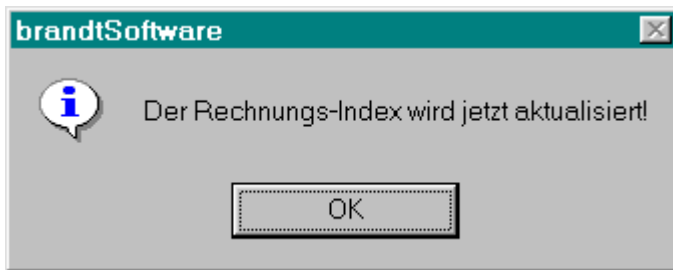 brandtSoftware
Der Rechnungs-Index wird jetzt aktualisiert!
OK